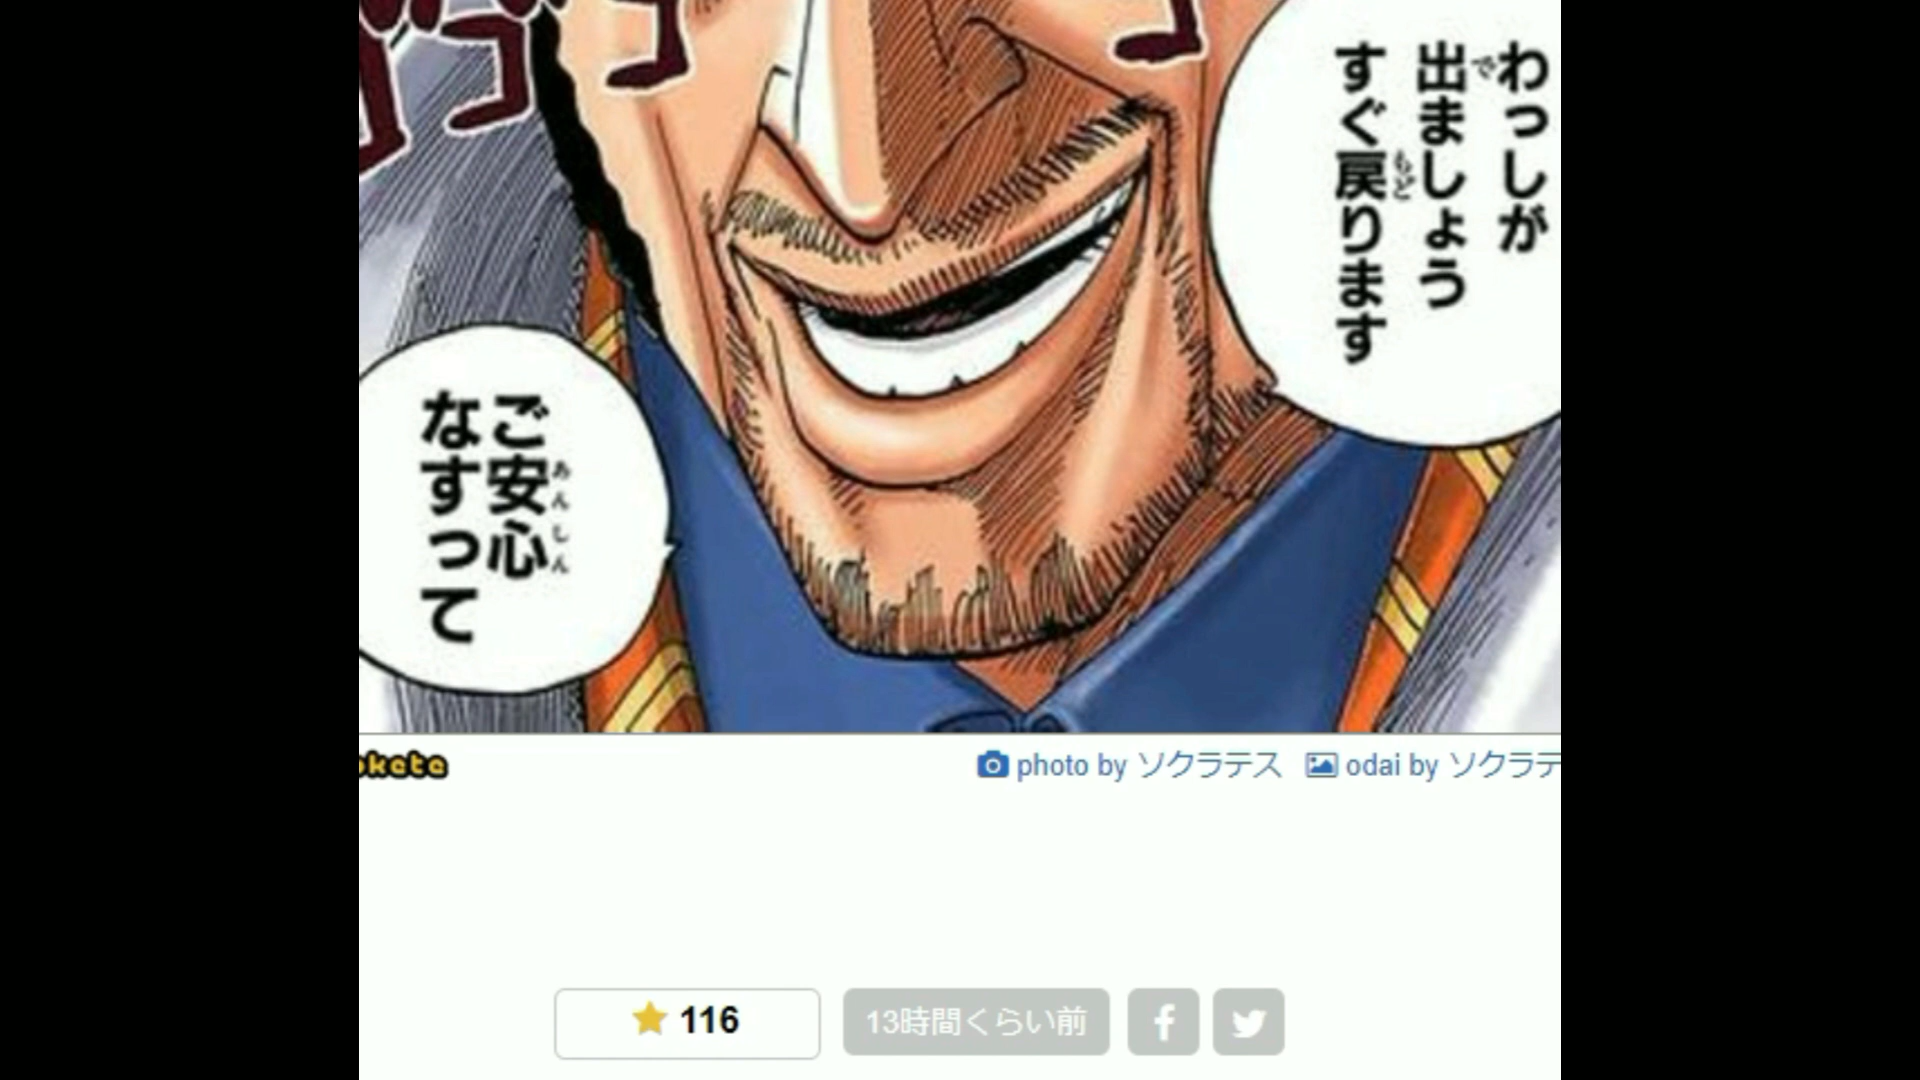 わっしが
出ましょう
すぐ戻ります
ご安心
なすって
okete
photo by ソクラテス
odai by ソクラテ
116
13時間くらい前